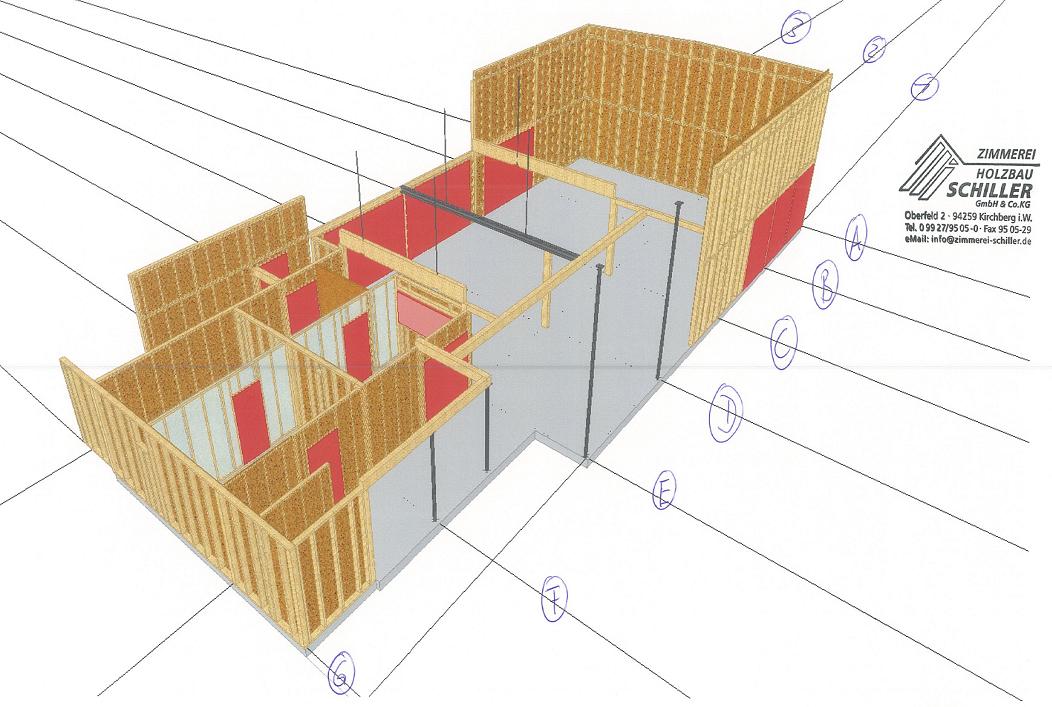 3
2
1
ZIMMEREI
HOLZBAU
SCHILLER
GmbH & Co.KG
Oberfeld 2 · 94259 Kirchberg i.W.
Tel. 0 99 27/95 05-0 · Fax 95 05-29
eMail: info@zimmerei-schiller.de
A
B
C
D
E
F
G